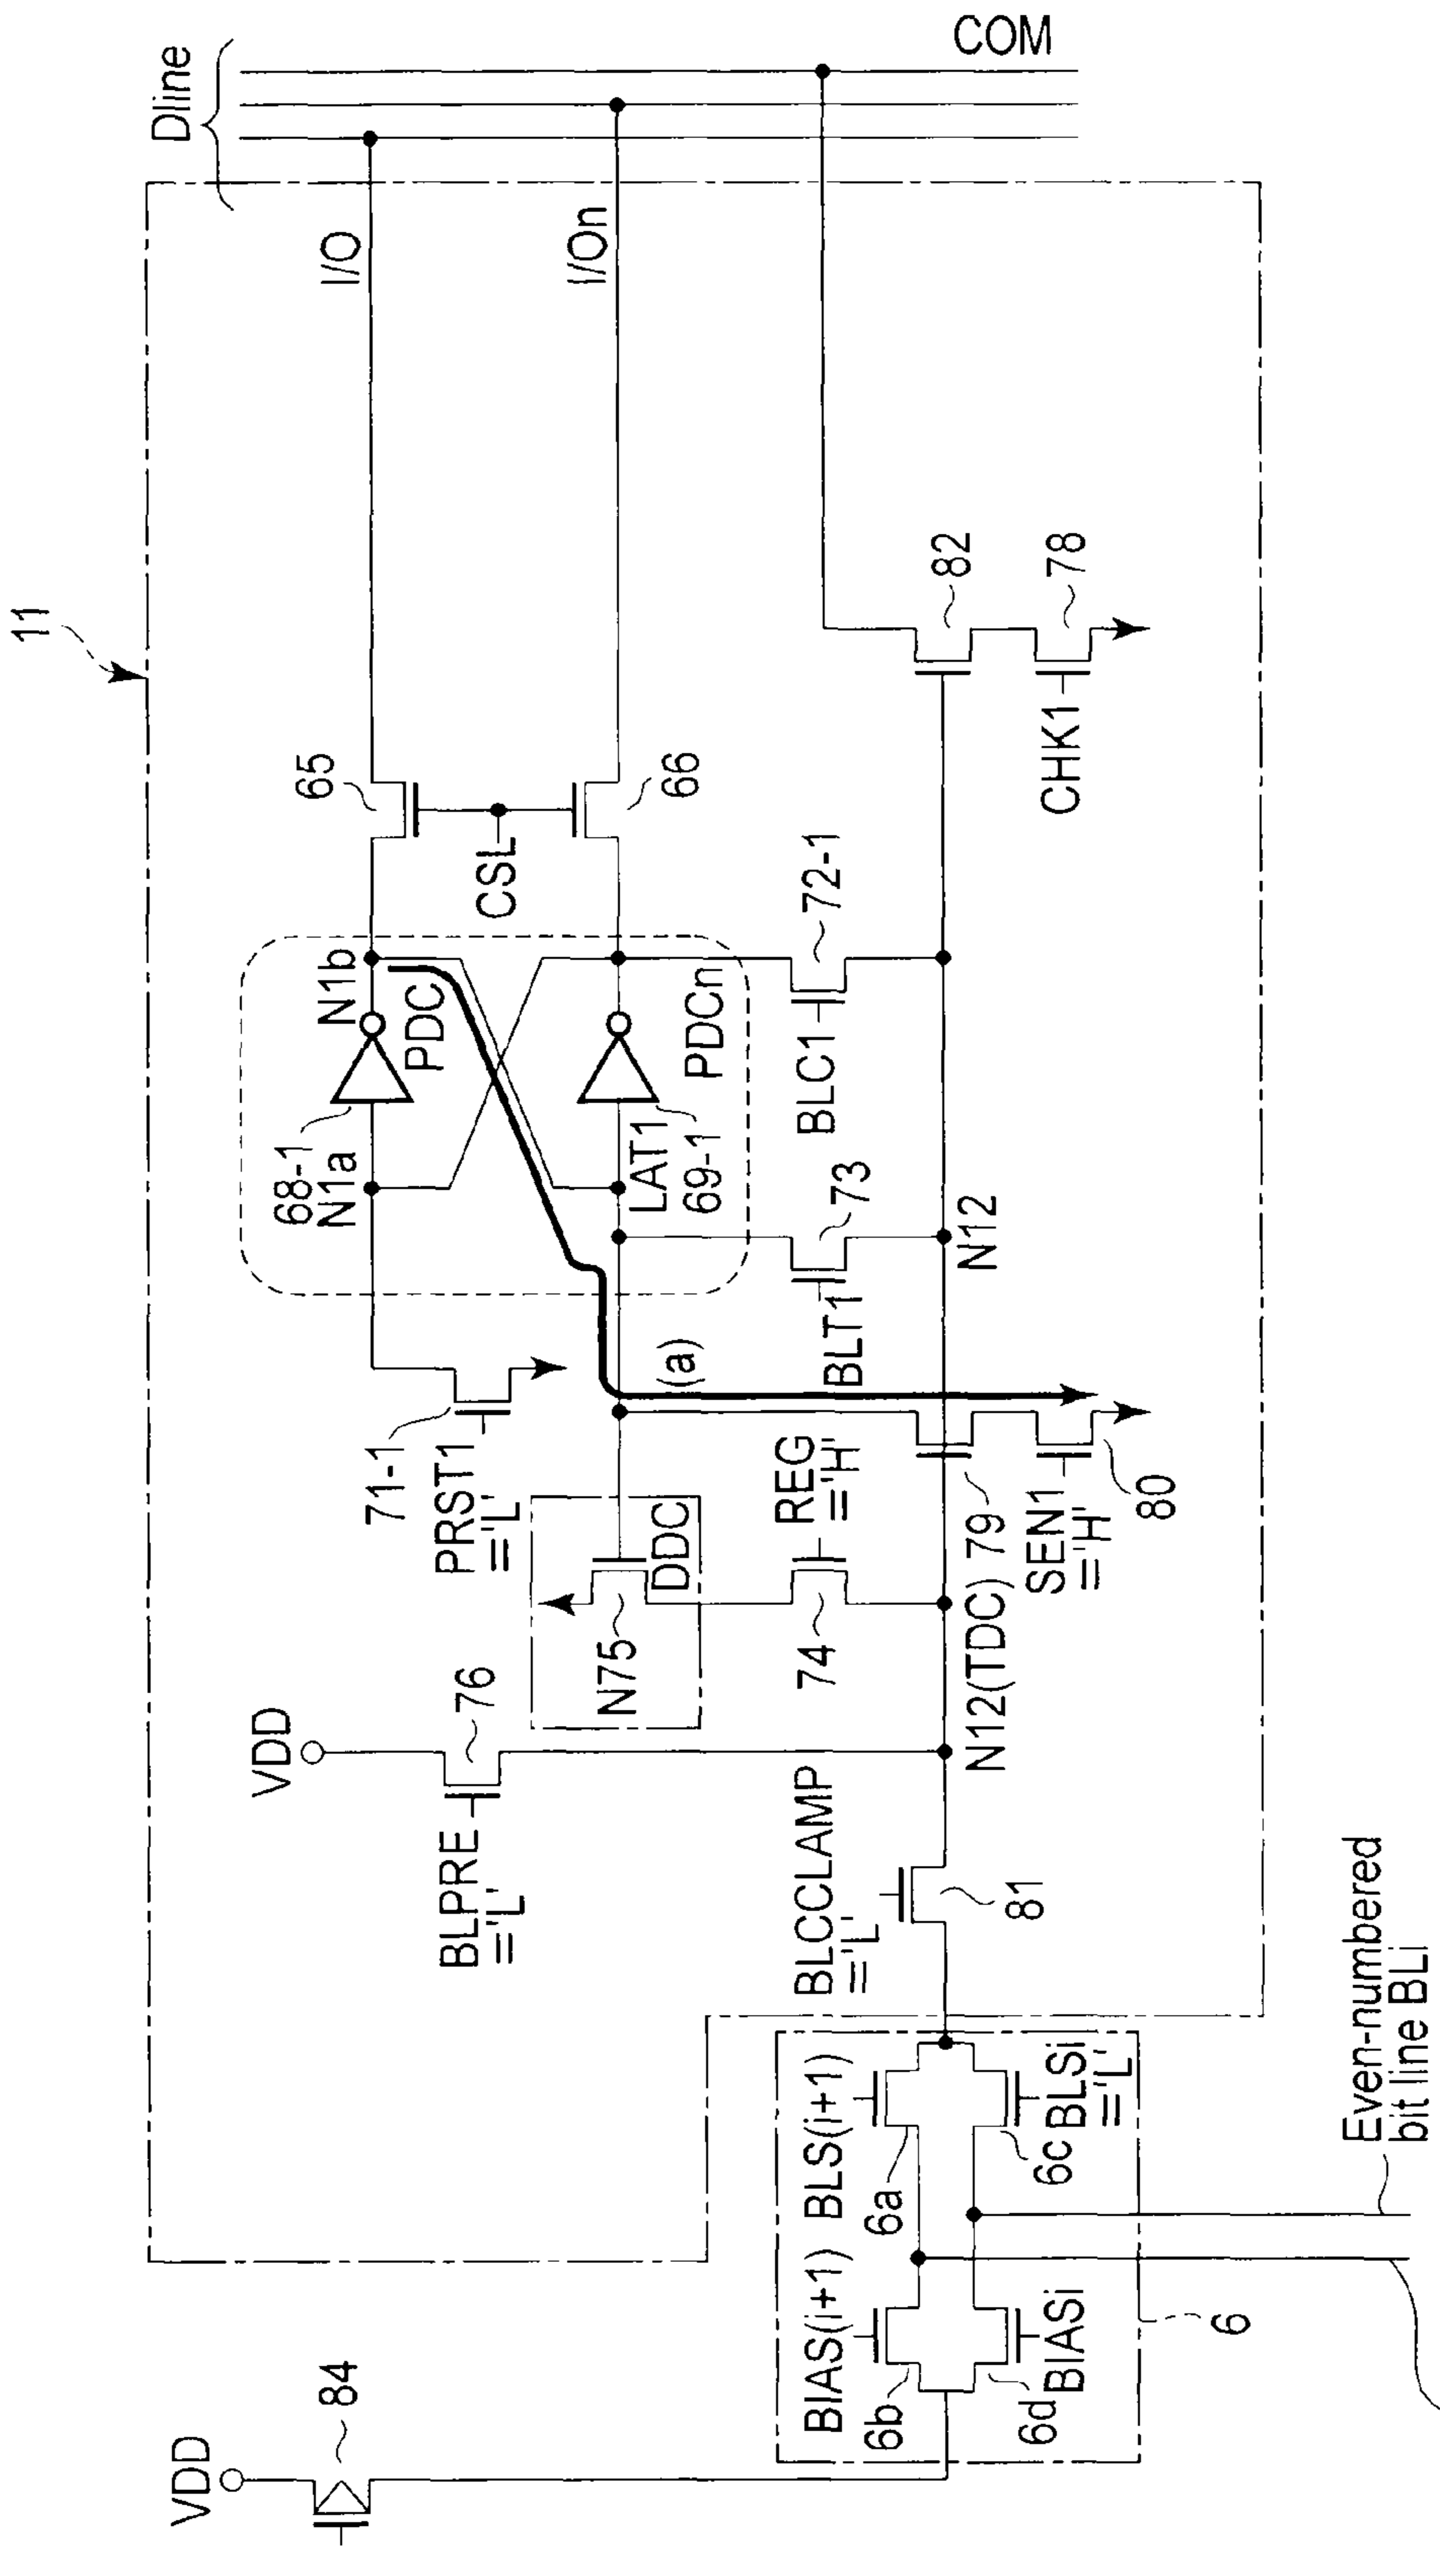 11
Dline
COM
I/O
I/On
65
66
CSL
82
78
CHK1
N1b
PDC
68-1
N1a
PDCn
LAT1
69-1
72-1
BLC1
73
BLT1
N12
(a)
71-1
PRST1
='L'
DDC
N75
REG
='H'
74
79
SEN1
='H'
80
N12(TDC)
VDD
76
BLPRE
='L'
BLCCLAMP
='L'
81
BLS(i+1)
6a
6c
BLSi
='L'
BIAS(i+1)
6b
6d
BIASi
6
VDD
84
Even-numbered
bit line BLi